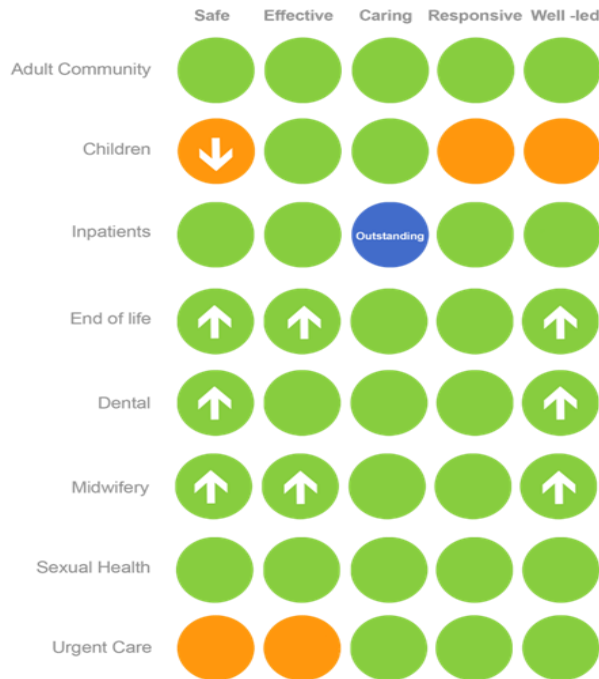 Safe Effective Caring Responsive Well -led
Adult Community
Children
Inpatients
Outstanding
End of life
Dental
Midwifery
Sexual Health
Urgent Care